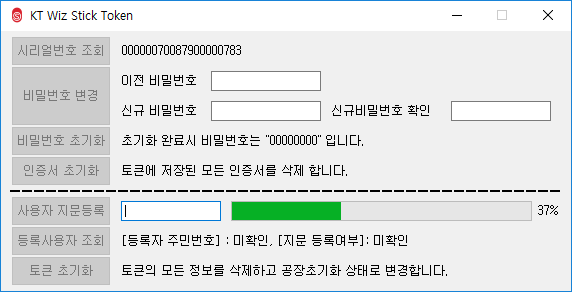 KT Wiz Stick Token
시리얼번호 조회 00000070087900000783
비밀번호 변경
이전 비밀번호
신규 비밀번호 신규비밀번호 확인
비밀번호 초기화 초기화 완료시 비밀번호는 "00000000" 입니다.
인증서 초기화 토큰에 저장된 모든 인증서를 삭제 합니다.
사용자 지문등록 37%
등록사용자 조회 [등록자 주민번호] : 미확인, [지문 등록여부]: 미확인
토큰 초기화 토큰의 모든 정보를 삭제하고 공장초기화 상태로 변경합니다.